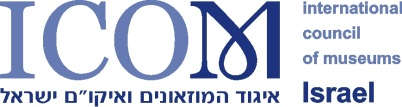 ICOM
איגוד המוזאונים ואיקו"ם ישראל
international
council
of museums
Israel